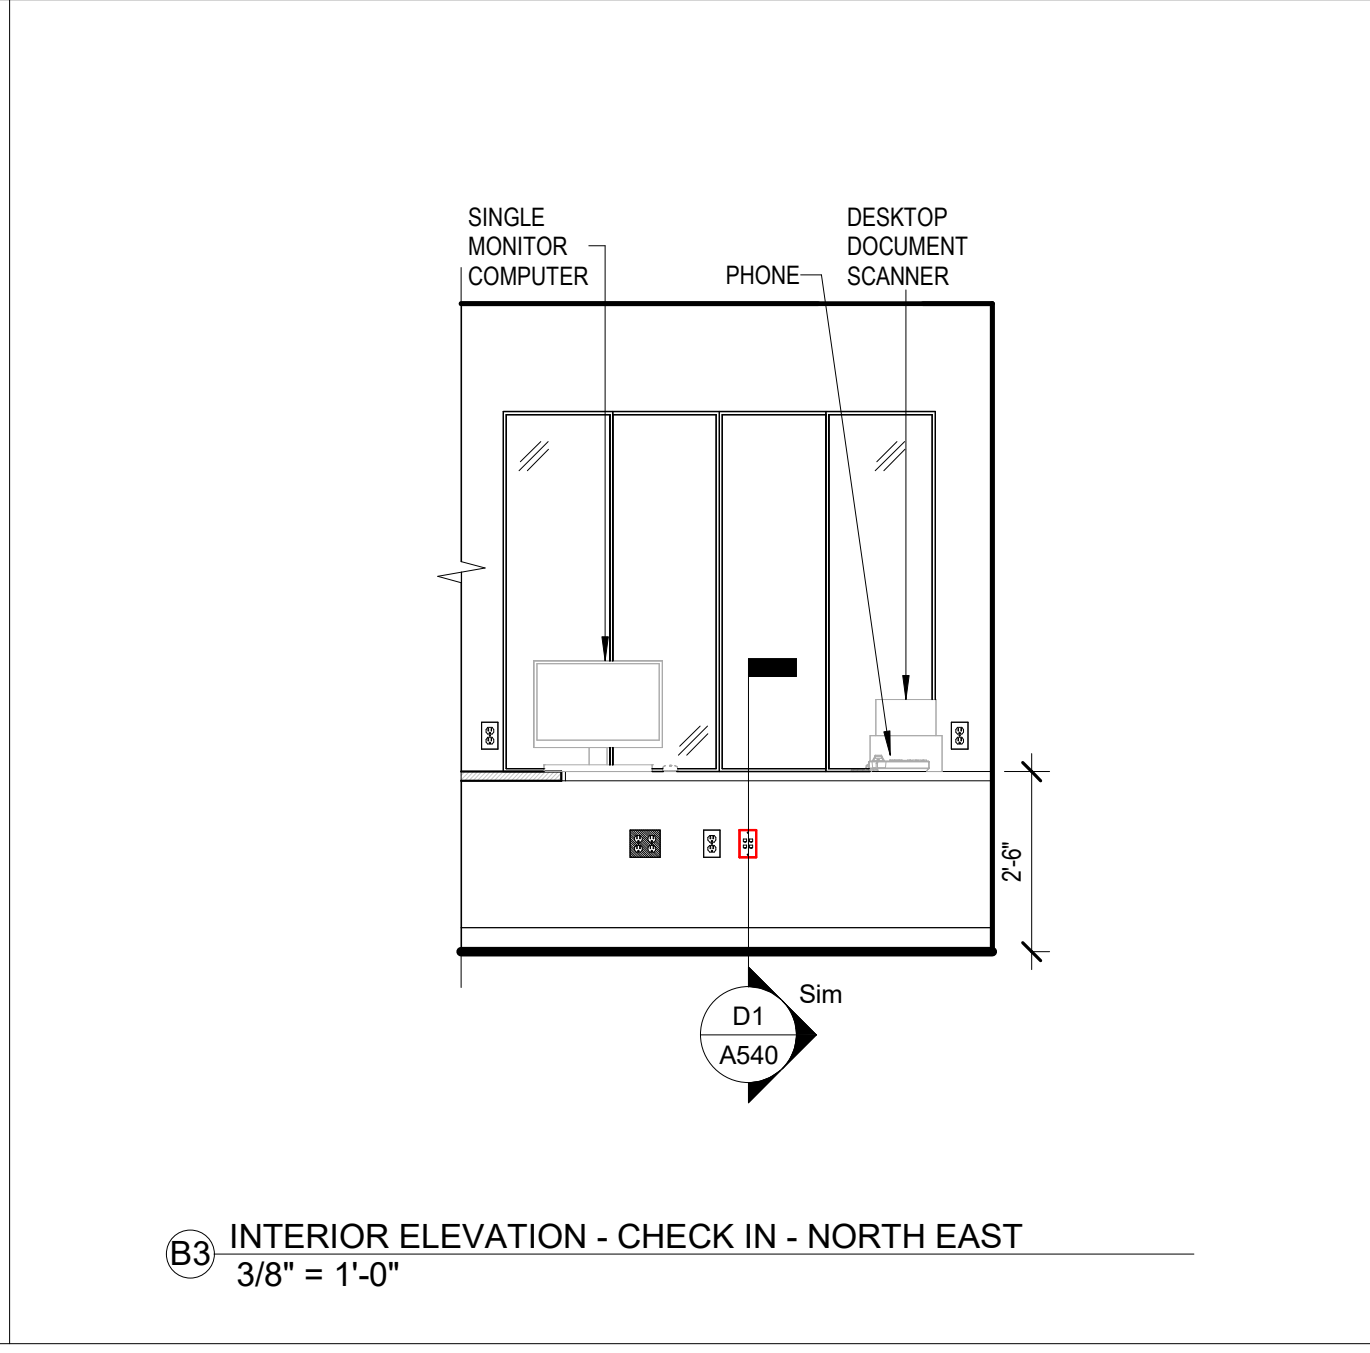 SINGLE
MONITOR
COMPUTER
PHONE
DESKTOP
DOCUMENT
SCANNER
2'-6"
Sim
D1
A540
B3
INTERIOR ELEVATION - CHECK IN - NORTH EAST
3/8" = 1'-0"